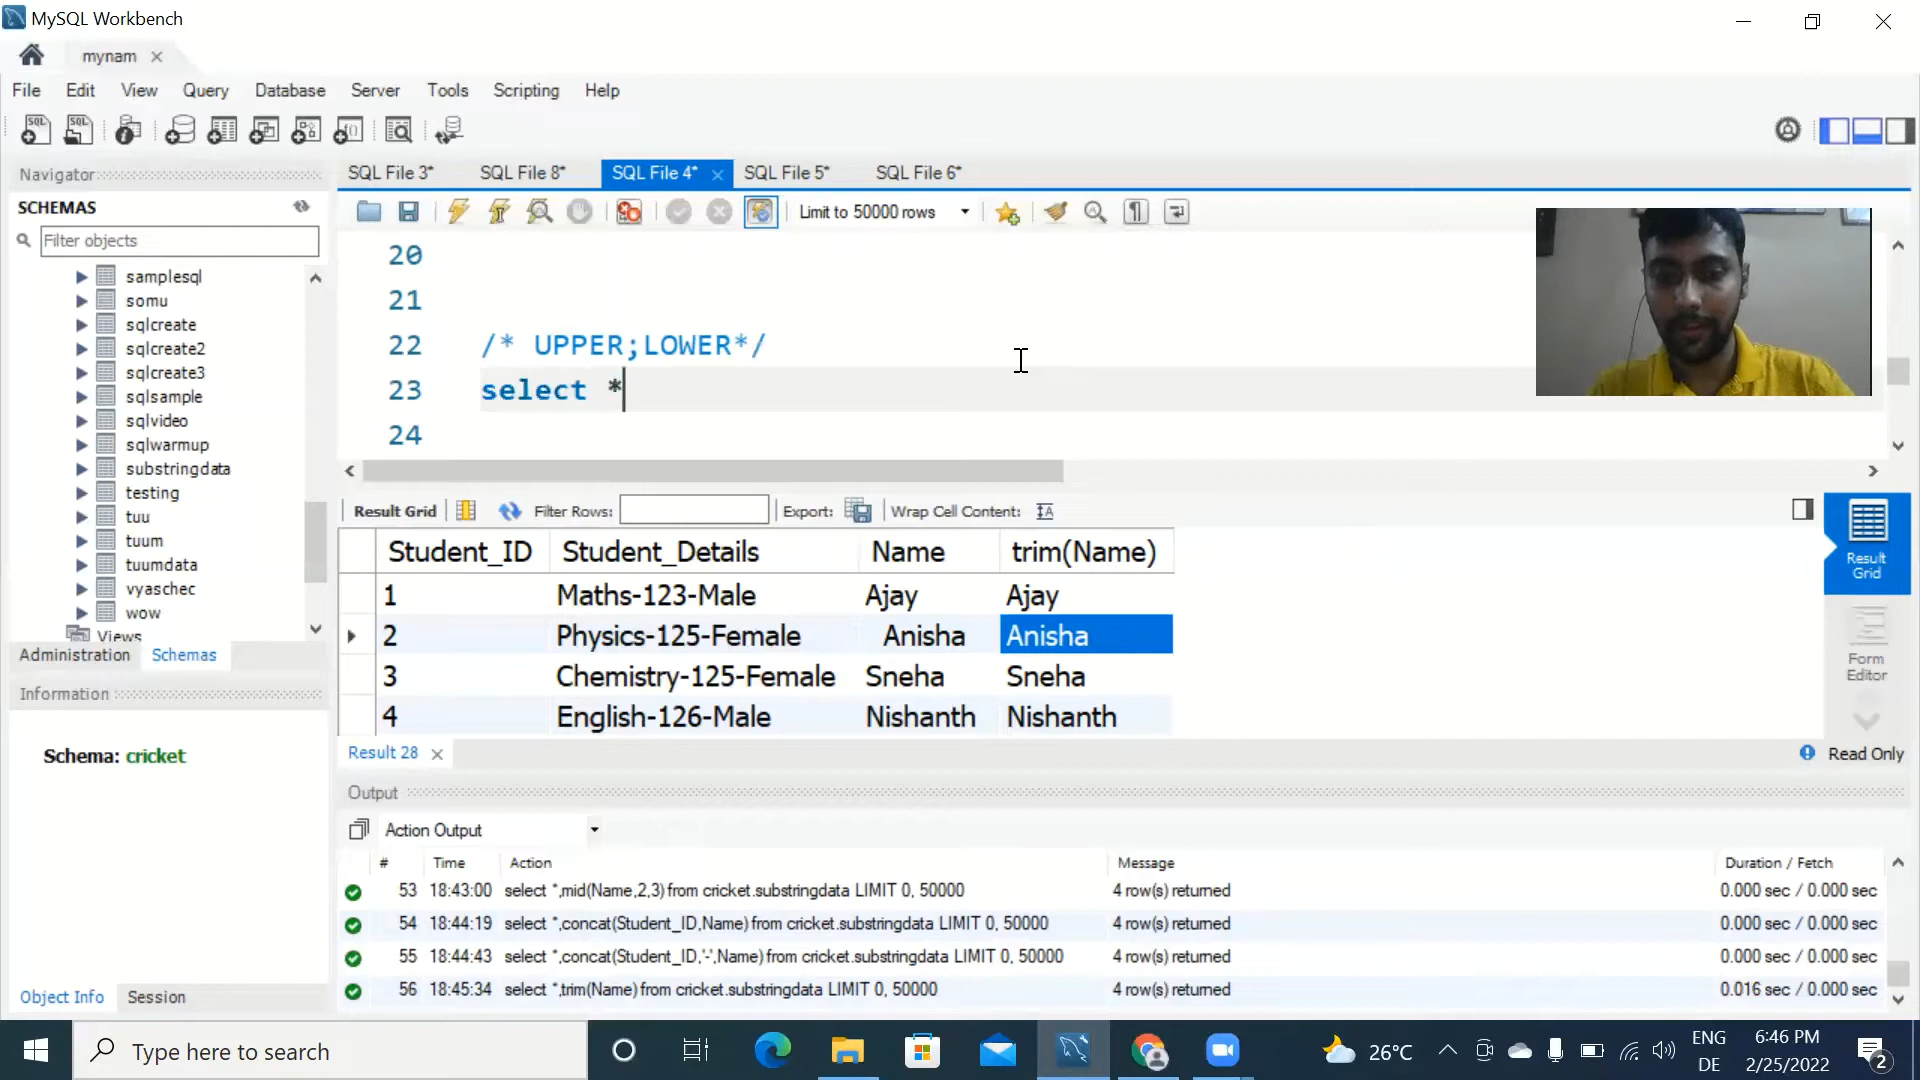 MySQL Workbench
mynam
File Edit View Query Database Server Tools Scripting Help
Navigator
SCHEMAS
Filter objects
samplesql
somu
sqlcreate
sqlcreate2
sqlcreate3
sqlsample
sqlvideo
sqlwarmup
substringdata
testing
tuu
tuum
tuumdata
vyaschec
wow
Views
Administration Schemas
Information
Schema: cricket
Object Info Session
SQL File 3* SQL File 8* SQL File 4* SQL File 5* SQL File 6*
Limit to 50000 rows
20
21
22 /* UPPER;LOWER*/
23 select *
24
Result Grid Filter Rows: Export: Wrap Cell Content:
Student_ID Student_Details Name trim(Name)
1 Maths-123-Male Ajay Ajay
2 Physics-125-Female Anisha Anisha
3 Chemistry-125-Female Sneha Sneha
4 English-126-Male Nishanth Nishanth
Result Grid
Form Editor
Result 28
Read Only
Output
Action Output
# Time Action Message Duration / Fetch
53 18:43:00 select *,mid(Name,2,3) from cricket.substringdata LIMIT 0, 50000 4 row(s) returned 0.000 sec / 0.000 sec
54 18:44:19 select *,concat(Student_ID,Name) from cricket.substringdata LIMIT 0, 50000 4 row(s) returned 0.000 sec / 0.000 sec
55 18:44:43 select *,concat(Student_ID,'-',Name) from cricket.substringdata LIMIT 0, 50000 4 row(s) returned 0.000 sec / 0.000 sec
56 18:45:34 select *,trim(Name) from cricket.substringdata LIMIT 0, 50000 4 row(s) returned 0.016 sec / 0.000 sec
Type here to search
26°C
ENG
DE
6:46 PM
2/25/2022
2